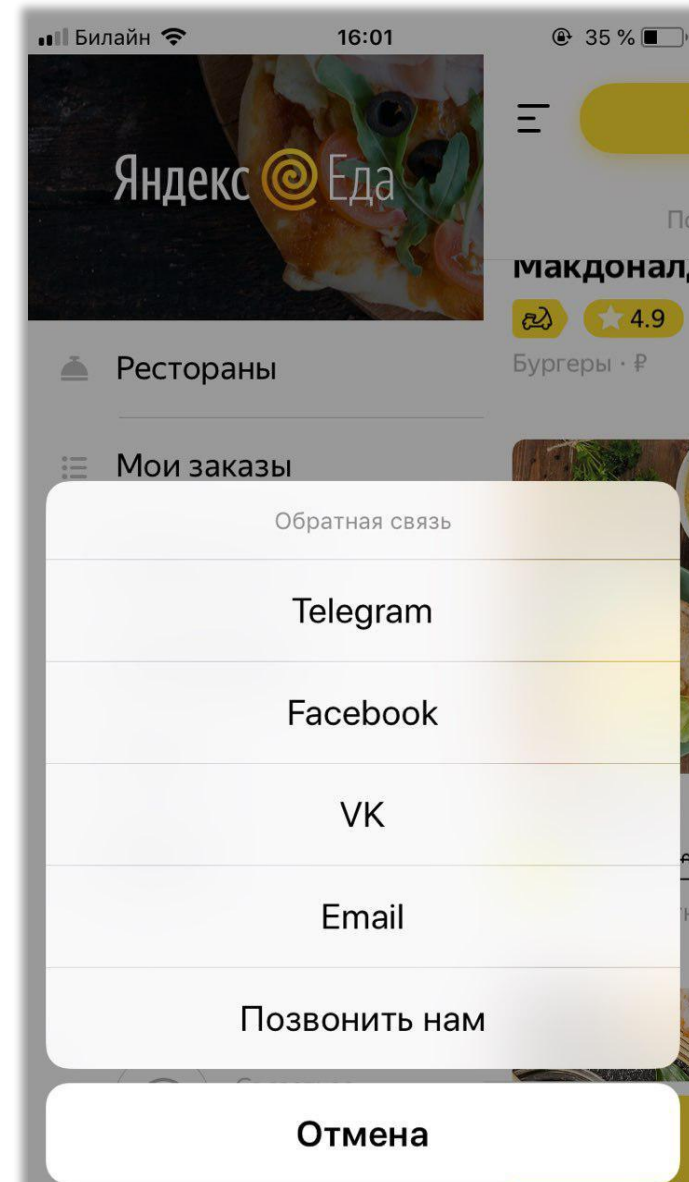 Билайн 16:01 35 %
Яндекс Еда
Макдонал
4.9
Бургеры · ₽
Рестораны
Мои заказы
Обратная связь
Telegram
Facebook
VK
Email
Позвонить нам
Отмена